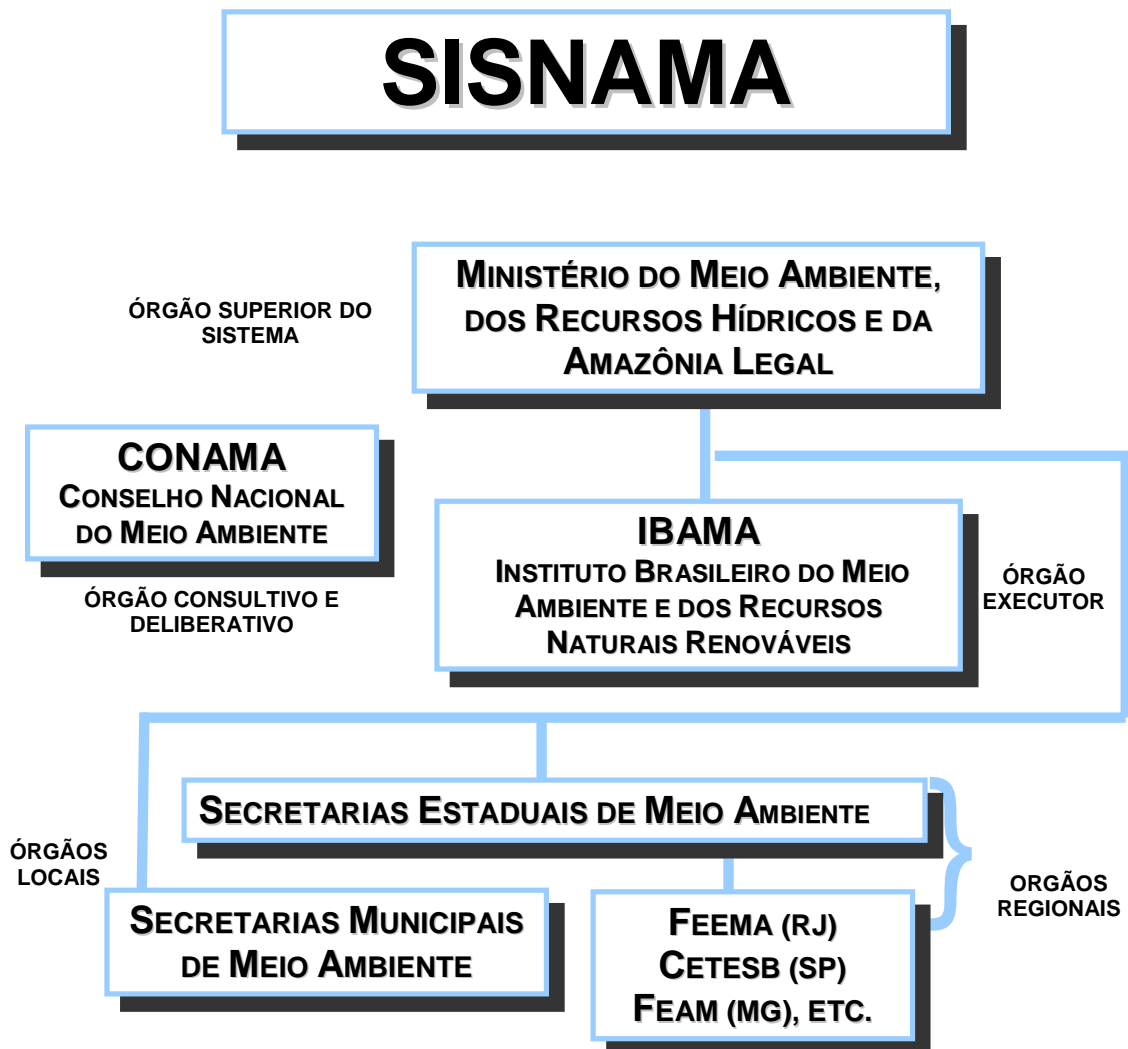 SISNAMA
MINISTÉRIO DO MEIO AMBIENTE,
DOS RECURSOS HÍDRICOS E DA
AMAZÔNIA LEGAL
ÓRGÃO SUPERIOR DO
SISTEMA
CONAMA
CONSELHO NACIONAL
DO MEIO AMBIENTE
ÓRGÃO CONSULTIVO E
DELIBERATIVO
IBAMA
INSTITUTO BRASILEIRO DO MEIO
AMBIENTE E DOS RECURSOS
NATURAIS RENOVÁVEIS
ÓRGÃO
EXECUTOR
SECRETARIAS ESTADUAIS DE MEIO AMBIENTE
ÓRGÃOS
LOCAIS
SECRETARIAS MUNICIPAIS
DE MEIO AMBIENTE
FEEMA (RJ)
CETESB (SP)
FEAM (MG), ETC.
ORGÃOS
REGIONAIS